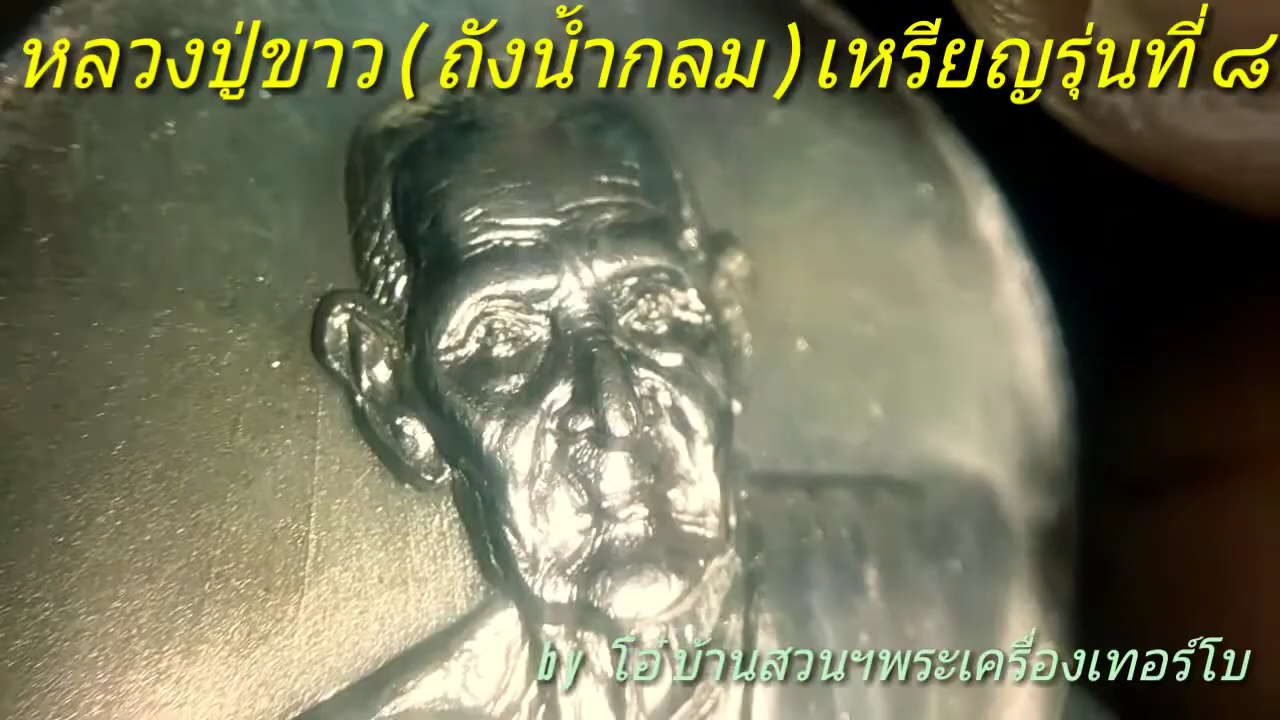 หลวงปู่ขาว ( ถังน้ำกลม ) เหรียญรุ่นที่ ๘
by โอ๋ บ้านสวนฯพระเครื่องเทอร์โบ